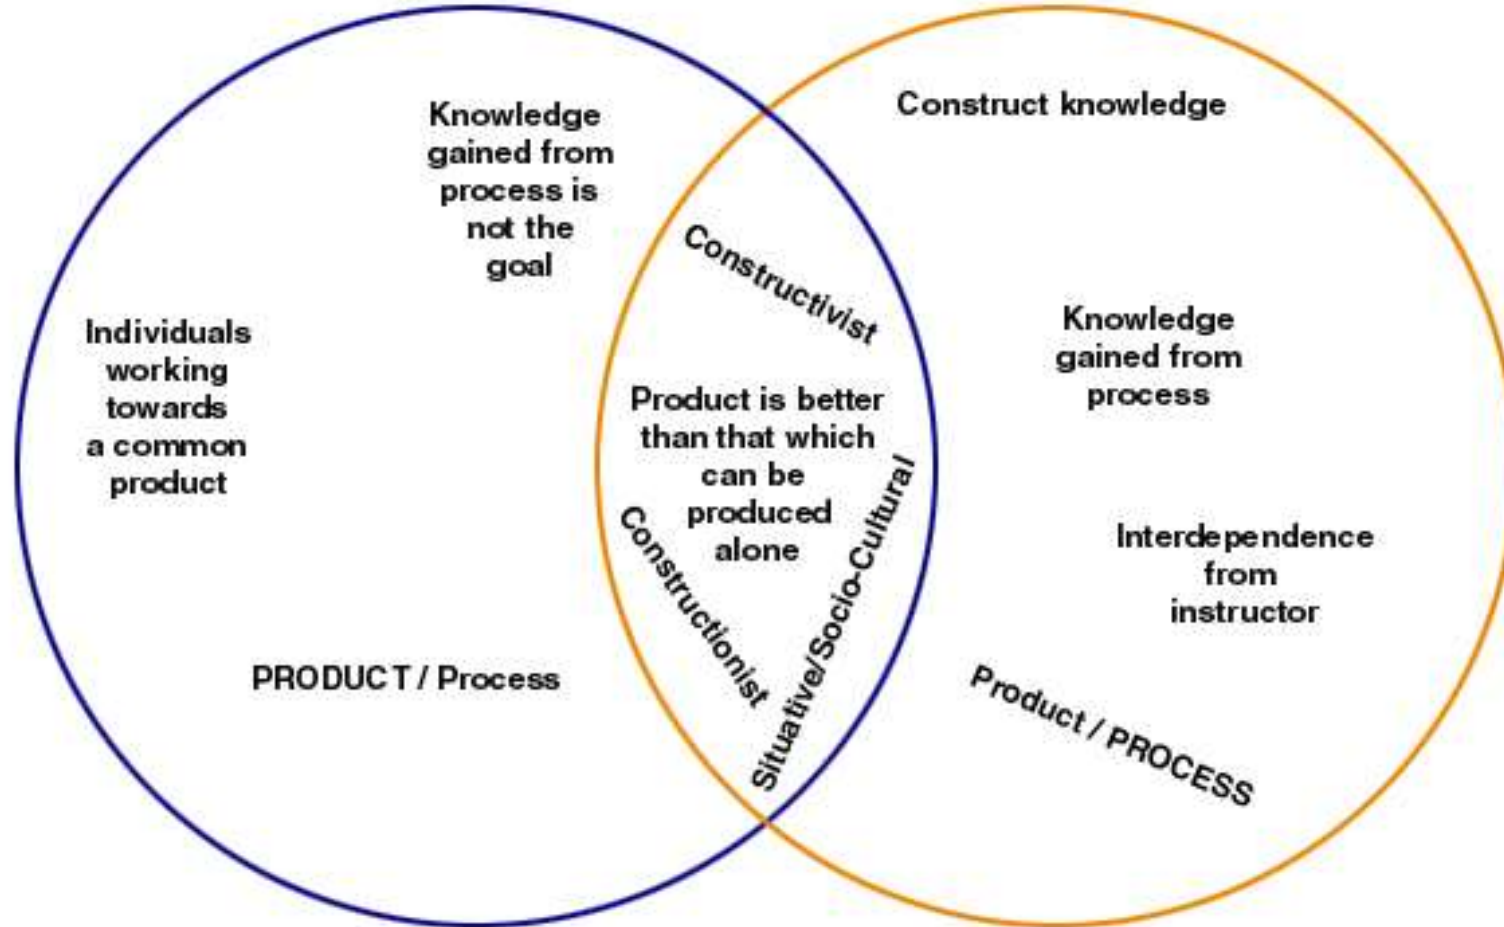 Knowledge
gained from
process is
not the
goal
Individuals
working
towards
a common
product
PRODUCT / Process
Constructivist
Product is better
than that which
can be
produced
alone
Constructionist
Situative/Socio-Cultural
Construct knowledge
Knowledge
gained from
process
Interdependence
from
instructor
Product / PROCESS